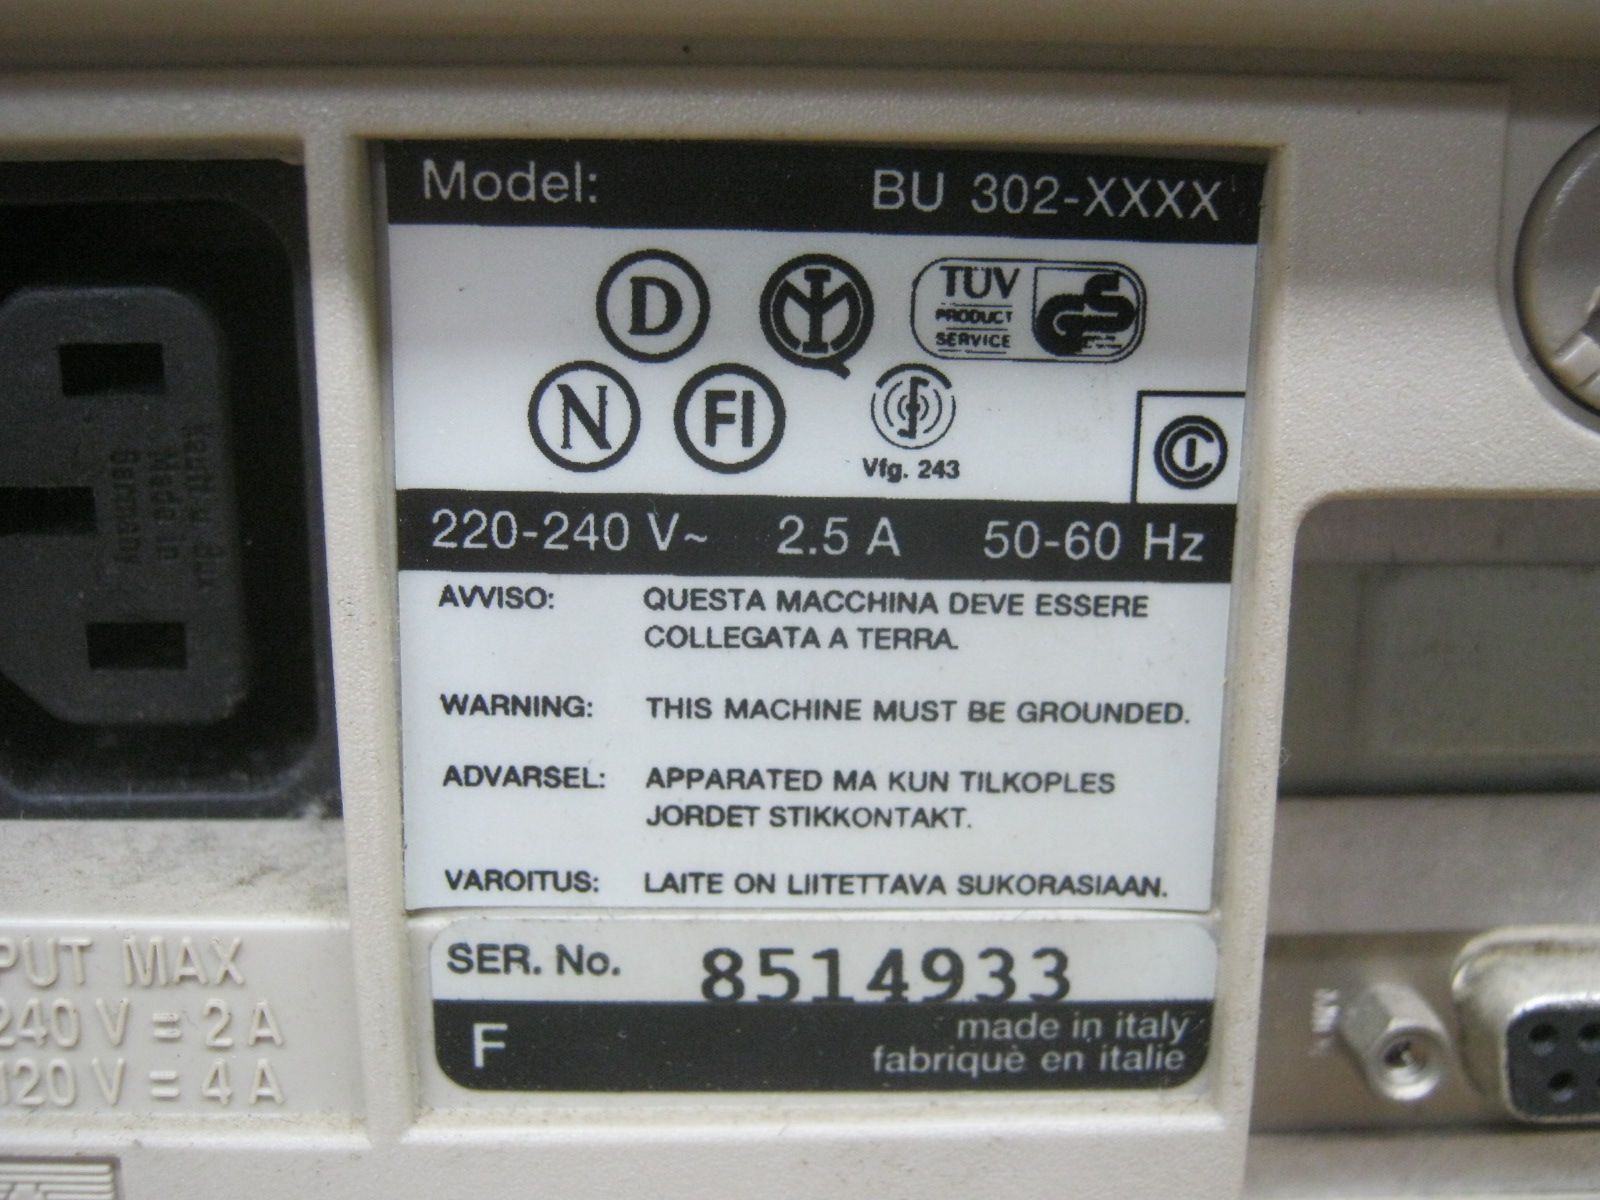 Model: BU 302-XXXX
D
TÜV
PRODUCT
SERVICE
N FI
Vfg. 243
220-240 V~ 2.5 A 50-60 Hz
AVVISO: QUESTA MACCHINA DEVE ESSERE
COLLEGATA A TERRA.
WARNING: THIS MACHINE MUST BE GROUNDED.
ADVARSEL: APPARATED MA KUN TILKOPLES
JORDET STIKKONTAKT.
VAROITUS: LAITE ON LIITETTAVA SUKORASIAAN.
SER. No. 8514933
F made in italy
fabriquè en italie
PUT MAX
240 V = 2 A
120 V = 4 A
Made in
Germany